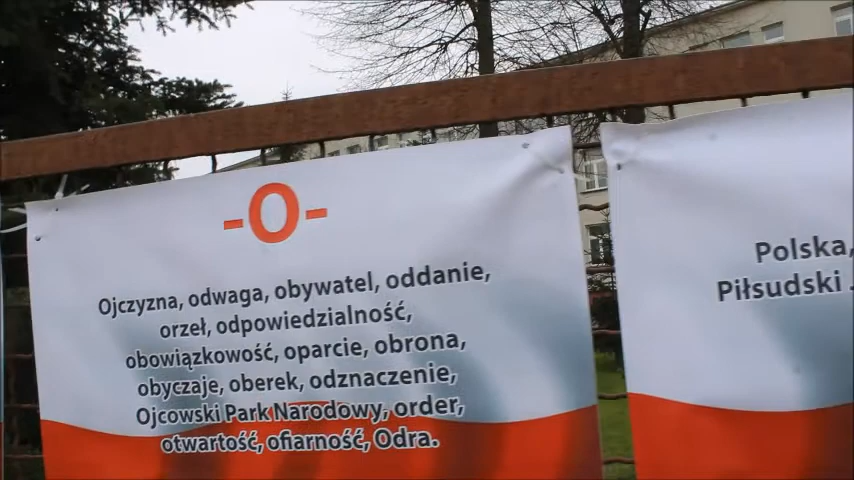 -O-
Ojczyzna, odwaga, obywatel, oddanie,
orzeł, odpowiedzialność,
obowiązkowość, oparcie, obrona,
obyczaje, oberek, odznaczenie,
Ojcowski Park Narodowy, order,
otwartość, ofiarność, Odra.
Polska,
Piłsudski